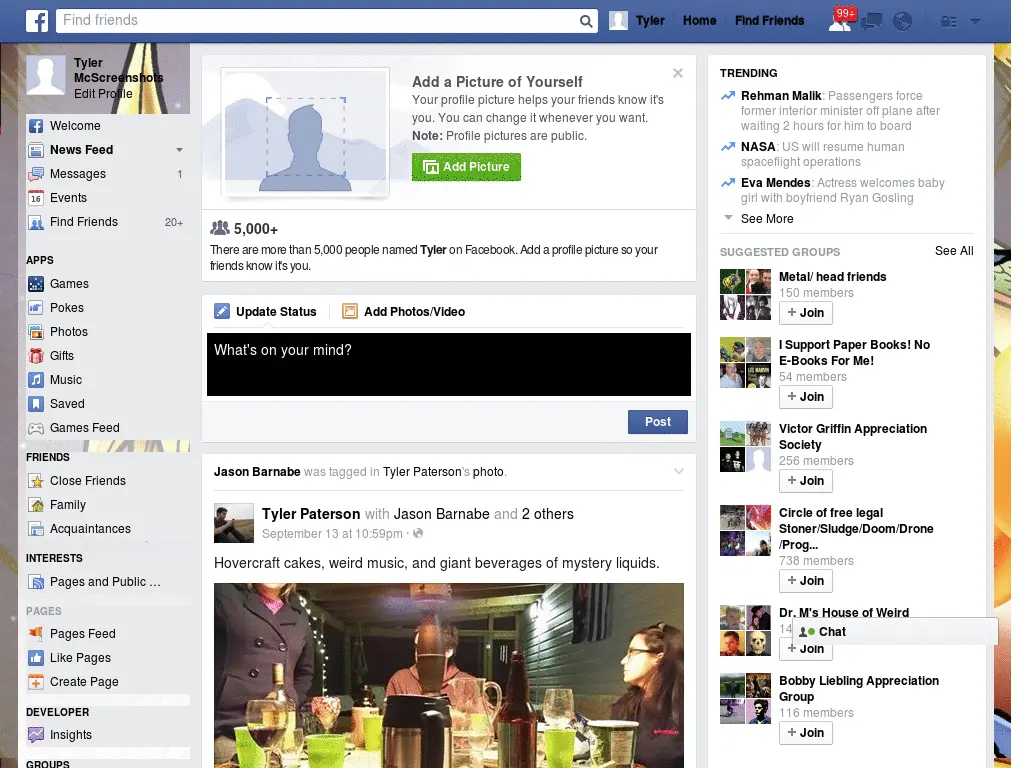 f
Find friends
Tyler
Home
Find Friends
99+
Tyler
McScreenshots
Edit Profile
Welcome
News Feed
Messages 1
16 Events
Find Friends 20+
APPS
Games
Pokes
Photos
Gifts
Music
Saved
Games Feed
FRIENDS
Close Friends
Family
Acquaintances
INTERESTS
Pages and Public ...
PAGES
Pages Feed
Like Pages
Create Page
DEVELOPER
Insights
GROUPS
Add a Picture of Yourself
Your profile picture helps your friends know it's
you. You can change it whenever you want.
Note: Profile pictures are public.
Add Picture
5,000+
There are more than 5,000 people named Tyler on Facebook. Add a profile picture so your
friends know it's you.
Update Status
Add Photos/Video
What's on your mind?
Post
Jason Barnabe was tagged in Tyler Paterson's photo.
Tyler Paterson with Jason Barnabe and 2 others
September 13 at 10:59pm ·
Hovercraft cakes, weird music, and giant beverages of mystery liquids.
TRENDING
Rehman Malik: Passengers force
former interior minister off plane after
waiting 2 hours for him to board
NASA: US will resume human
spaceflight operations
Eva Mendes: Actress welcomes baby
girl with boyfriend Ryan Gosling
See More
SUGGESTED GROUPS See All
Metal/ head friends
150 members
+ Join
I Support Paper Books! No
E-Books For Me!
54 members
+ Join
Victor Griffin Appreciation
Society
256 members
+ Join
Circle of free legal
Stoner/Sludge/Doom/Drone
/Prog...
738 members
+ Join
Dr. M's House of Weird
14
Chat
+ Join
Bobby Liebling Appreciation
Group
116 members
+ Join